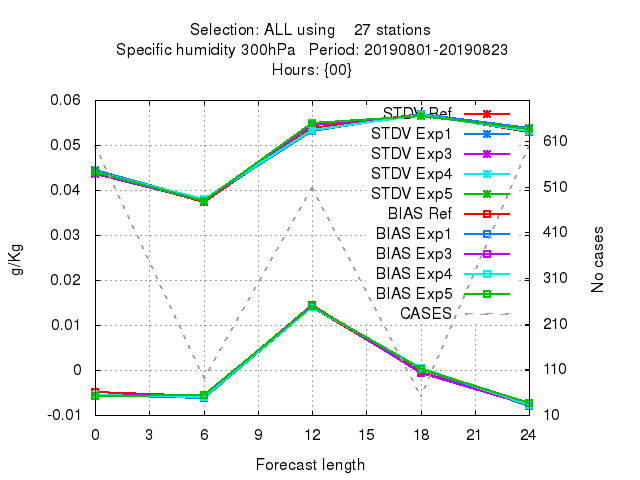 Selection: ALL using 27 stations
Specific humidity 300hPa Period: 20190801-20190823
Hours: {00}
0.06
0.05
0.04
0.03
0.02
0.01
0
-0.01
g/Kg
STDV Ref
STDV Exp1
STDV Exp3
STDV Exp4
STDV Exp5
BIAS Ref
BIAS Exp1
BIAS Exp3
BIAS Exp4
BIAS Exp5
CASES
610
510
410
310
210
110
10
No cases
0 3 6 9 12 15 18 21 24
Forecast length